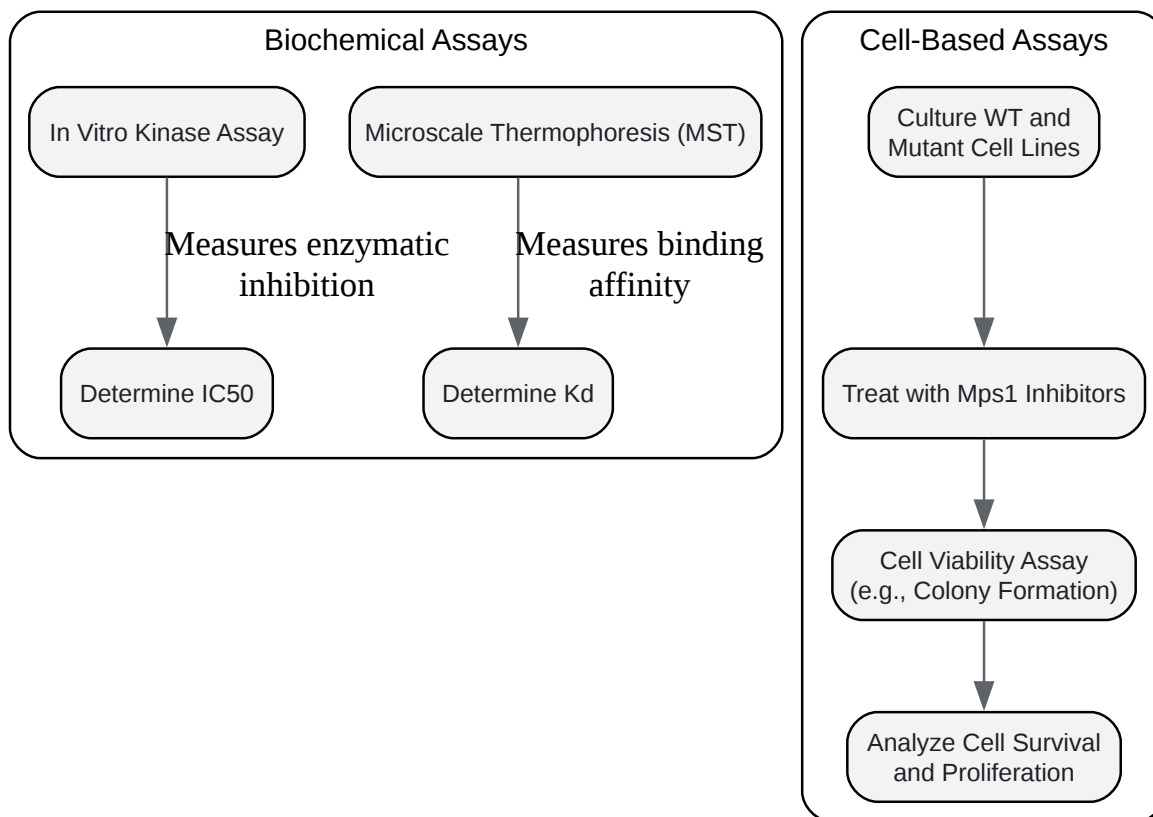 Biochemical Assays
In Vitro Kinase Assay
Microscale Thermophoresis (MST)
Measures enzymatic
inhibition
Measures binding
affinity
Determine IC50
Determine Kd
Cell-Based Assays
Culture WT and
Mutant Cell Lines
Treat with Mps1 Inhibitors
Cell Viability Assay
(e.g., Colony Formation)
Analyze Cell Survival
and Proliferation